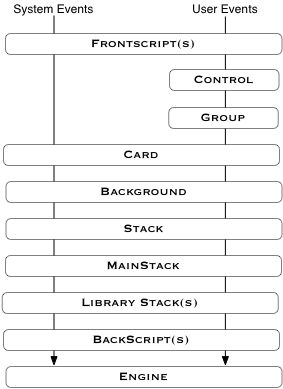 System Events User Events
Frontscript(s)
Control
Group
Card
Background
Stack
MainStack
Library Stack(s)
BackScript(s)
Engine